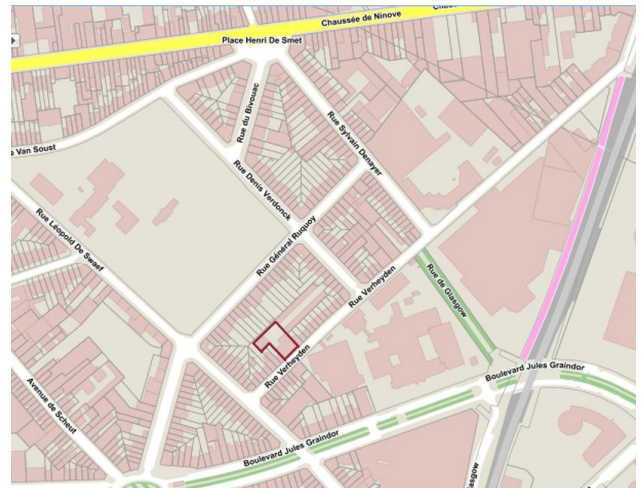 Chaussée de Ninove
Chau
Place Henri De Smet
Rue du Bivouac
Rue Sylvain Denayer
e Van Soust
Rue Denis Verdonck
Rue Léopold De Swaef
Rue Général Ruquoy
Rue Verheyden
Rue de Glasgow
Rue Verheyden
Boulevard Jules Graindor
Avenue de Scheut
Boulevard Jules Graindor
Glasgow